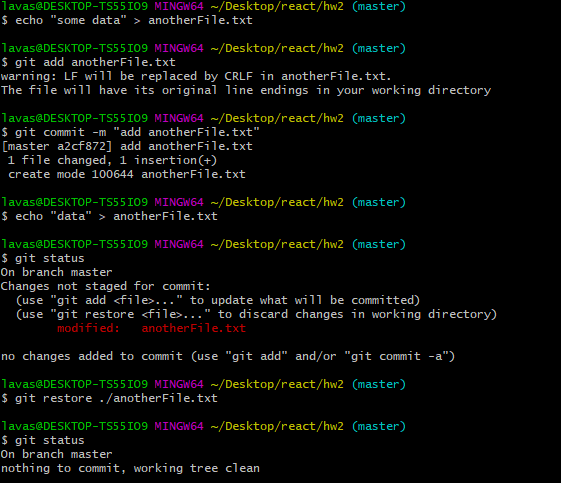 lavas@DESKTOP-TS55IO9 MINGW64 ~/Desktop/react/hw2 (master)
$ echo "some data" > anotherFile.txt

lavas@DESKTOP-TS55IO9 MINGW64 ~/Desktop/react/hw2 (master)
$ git add anotherFile.txt
warning: LF will be replaced by CRLF in anotherFile.txt.
The file will have its original line endings in your working directory

lavas@DESKTOP-TS55IO9 MINGW64 ~/Desktop/react/hw2 (master)
$ git commit -m "add anotherFile.txt"
[master a2cf872] add anotherFile.txt
 1 file changed, 1 insertion(+)
 create mode 100644 anotherFile.txt

lavas@DESKTOP-TS55IO9 MINGW64 ~/Desktop/react/hw2 (master)
$ echo "data" > anotherFile.txt

lavas@DESKTOP-TS55IO9 MINGW64 ~/Desktop/react/hw2 (master)
$ git status
On branch master
Changes not staged for commit:
  (use "git add <file>..." to update what will be committed)
  (use "git restore <file>..." to discard changes in working directory)
        modified:   anotherFile.txt

no changes added to commit (use "git add" and/or "git commit -a")

lavas@DESKTOP-TS55IO9 MINGW64 ~/Desktop/react/hw2 (master)
$ git restore ./anotherFile.txt

lavas@DESKTOP-TS55IO9 MINGW64 ~/Desktop/react/hw2 (master)
$ git status
On branch master
nothing to commit, working tree clean